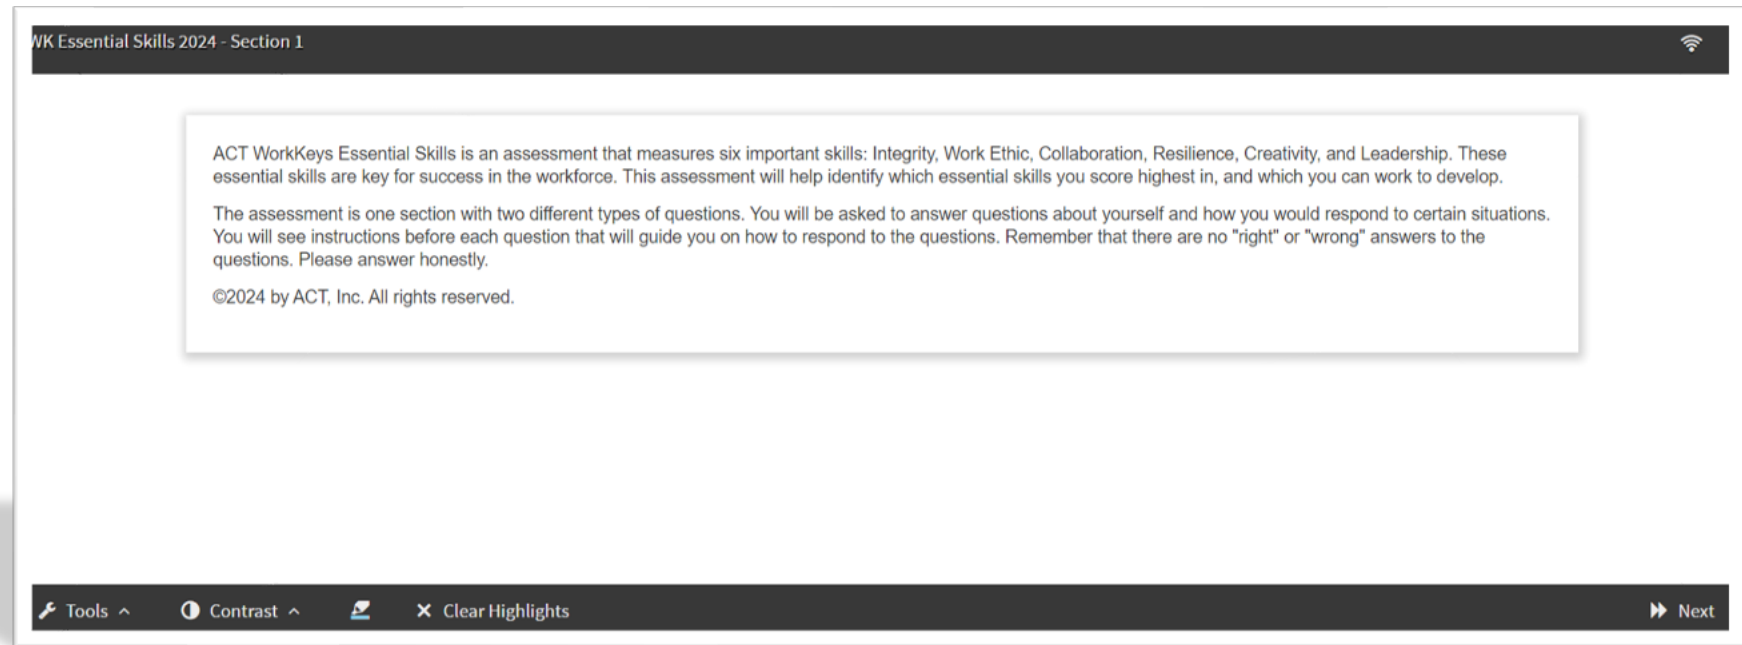 WK Essential Skills 2024 - Section 1
ACT WorkKeys Essential Skills is an assessment that measures six important skills: Integrity, Work Ethic, Collaboration, Resilience, Creativity, and Leadership. These
essential skills are key for success in the workforce. This assessment will help identify which essential skills you score highest in, and which you can work to develop.
The assessment is one section with two different types of questions. You will be asked to answer questions about yourself and how you would respond to certain situations.
You will see instructions before each question that will guide you on how to respond to the questions. Remember that there are no "right" or "wrong" answers to the
questions. Please answer honestly.
©2024 by ACT, Inc. All rights reserved.
Tools Contrast Clear Highlights Next